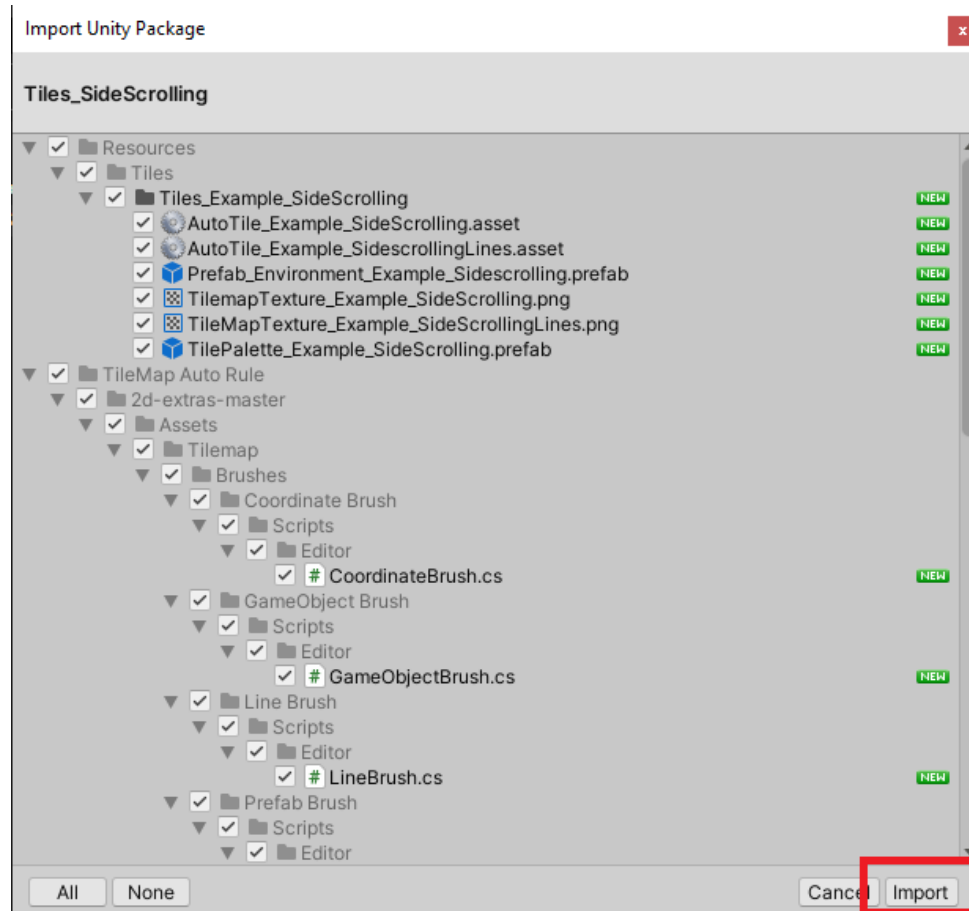 Import Unity Package
x
Tiles_SideScrolling
Resources
Tiles
Tiles_Example_SideScrolling NEW
AutoTile_Example_SideScrolling.asset NEW
AutoTile_Example_SidescrollingLines.asset NEW
Prefab_Environment_Example_Sidescrolling.prefab NEW
TilemapTexture_Example_SideScrolling.png NEW
TileMapTexture_Example_SideScrollingLines.png NEW
TilePalette_Example_SideScrolling.prefab NEW
TileMap Auto Rule
2d-extras-master
Assets
Tilemap
Brushes
Coordinate Brush
Scripts
Editor
# CoordinateBrush.cs NEW
GameObject Brush
Scripts
Editor
# GameObjectBrush.cs NEW
Line Brush
Scripts
Editor
# LineBrush.cs NEW
Prefab Brush
Scripts
Editor
All None Cancel Import